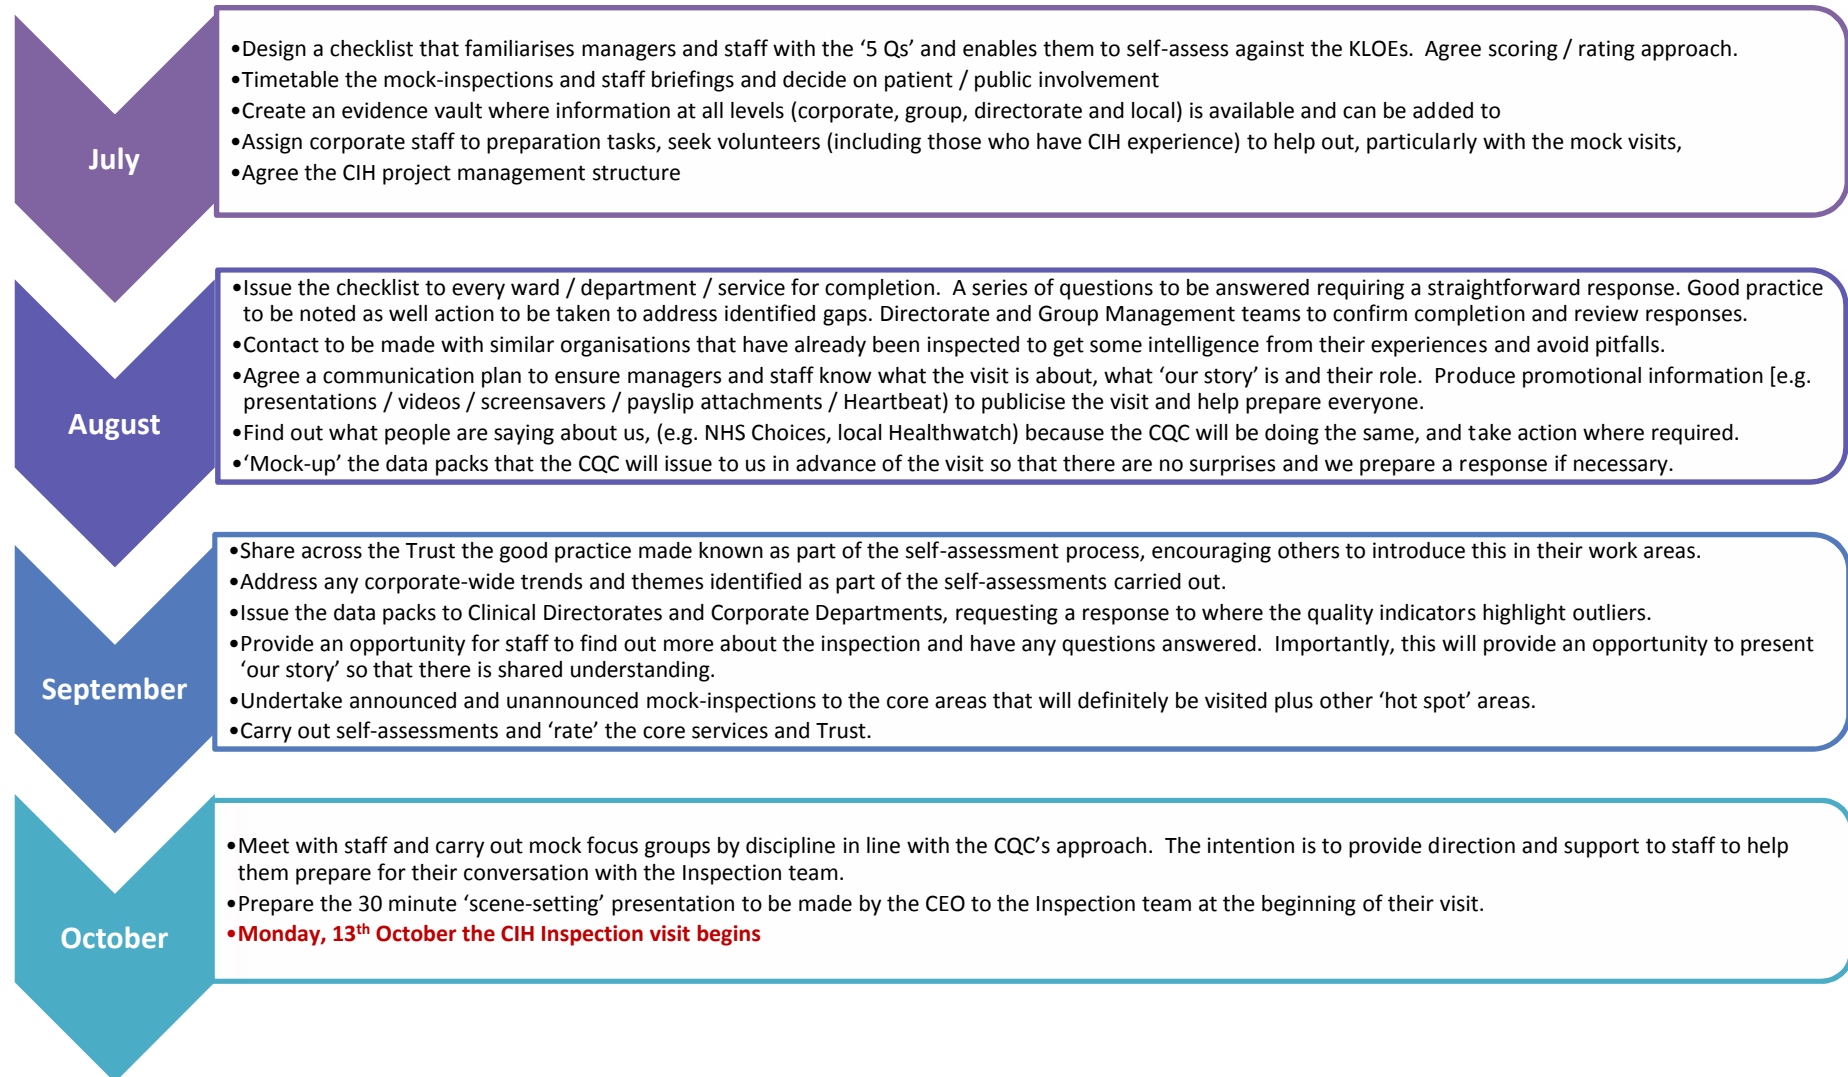 July
•Design a checklist that familiarises managers and staff with the ‘5 Qs’ and enables them to self-assess against the KLOEs.  Agree scoring / rating approach.
•Timetable the mock-inspections and staff briefings and decide on patient / public involvement
•Create an evidence vault where information at all levels (corporate, group, directorate and local) is available and can be added to
•Assign corporate staff to preparation tasks, seek volunteers (including those who have CIH experience) to help out, particularly with the mock visits,
•Agree the CIH project management structure
August
•Issue the checklist to every ward / department / service for completion.  A series of questions to be answered requiring a straightforward response. Good practice
to be noted as well action to be taken to address identified gaps. Directorate and Group Management teams to confirm completion and review responses.
•Contact to be made with similar organisations that have already been inspected to get some intelligence from their experiences and avoid pitfalls.
•Agree a communication plan to ensure managers and staff know what the visit is about, what ‘our story’ is and their role.  Produce promotional information [e.g.
presentations / videos / screensavers / payslip attachments / Heartbeat) to publicise the visit and help prepare everyone.
•Find out what people are saying about us, (e.g. NHS Choices, local Healthwatch) because the CQC will be doing the same, and take action where required.
•‘Mock-up’ the data packs that the CQC will issue to us in advance of the visit so that there are no surprises and we prepare a response if necessary.
September
•Share across the Trust the good practice made known as part of the self-assessment process, encouraging others to introduce this in their work areas.
•Address any corporate-wide trends and themes identified as part of the self-assessments carried out.
•Issue the data packs to Clinical Directorates and Corporate Departments, requesting a response to where the quality indicators highlight outliers.
•Provide an opportunity for staff to find out more about the inspection and have any questions answered.  Importantly, this will provide an opportunity to present
‘our story’ so that there is shared understanding.
•Undertake announced and unannounced mock-inspections to the core areas that will definitely be visited plus other ‘hot spot’ areas.
•Carry out self-assessments and ‘rate’ the core services and Trust.
October
•Meet with staff and carry out mock focus groups by discipline in line with the CQC’s approach.  The intention is to provide direction and support to staff to help
them prepare for their conversation with the Inspection team.
•Prepare the 30 minute ‘scene-setting’ presentation to be made by the CEO to the Inspection team at the beginning of their visit.
•Monday, 13th October the CIH Inspection visit begins